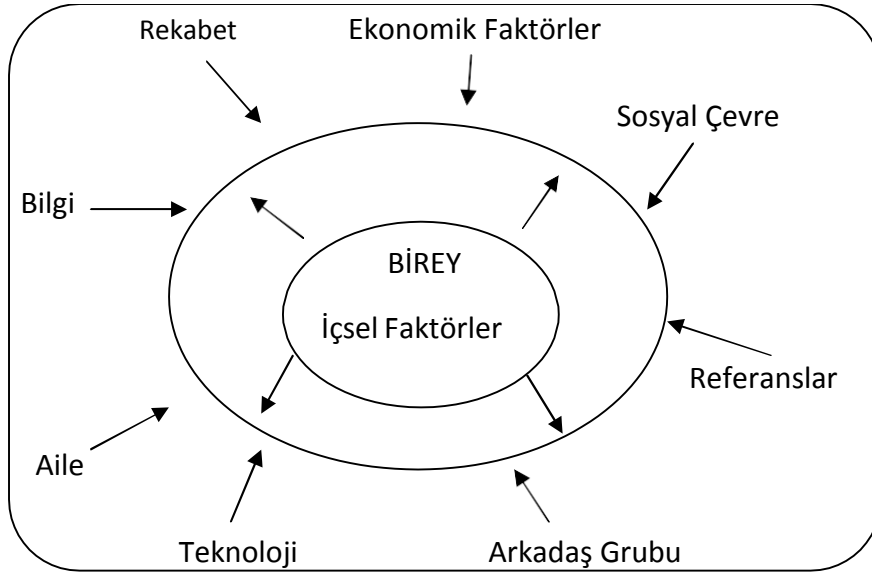 Rekabet
Ekonomik Faktörler
Sosyal Çevre
Bilgi
BİREY
İçsel Faktörler
Referanslar
Aile
Teknoloji
Arkadaş Grubu